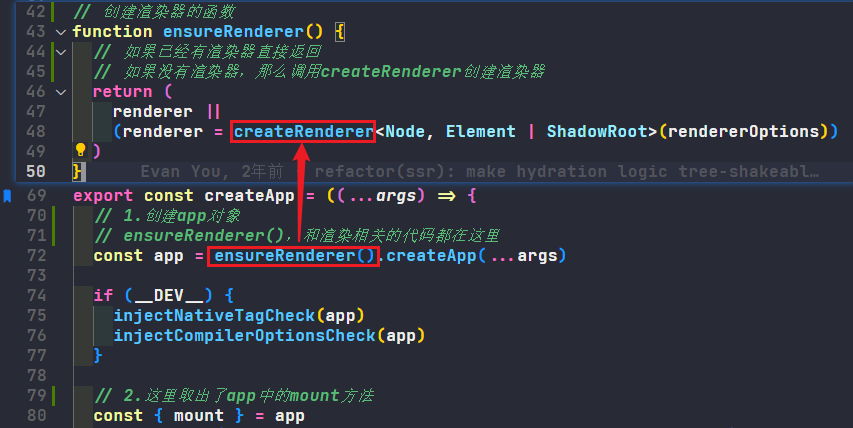 42 // 创建渲染器的函数
43 function ensureRenderer() {
44 // 如果已经有渲染器直接返回
45 // 如果没有渲染器，那么调用createRenderer创建渲染器
46 return (
47 renderer ||
48 (renderer = createRenderer<Node, Element | ShadowRoot>(rendererOptions))
49 )
50 } Evan You, 2年前 refactor(ssr): make hydration logic tree-shakeabl…
69 export const createApp = ((...args) => {
70 // 1.创建app对象
71 // ensureRenderer()，和渲染相关的代码都在这里
72 const app = ensureRenderer().createApp(...args)
73
74 if (__DEV__) {
75 injectNativeTagCheck(app)
76 injectCompilerOptionsCheck(app)
77 }
78
79 // 2.这里取出了app中的mount方法
80 const { mount } = app